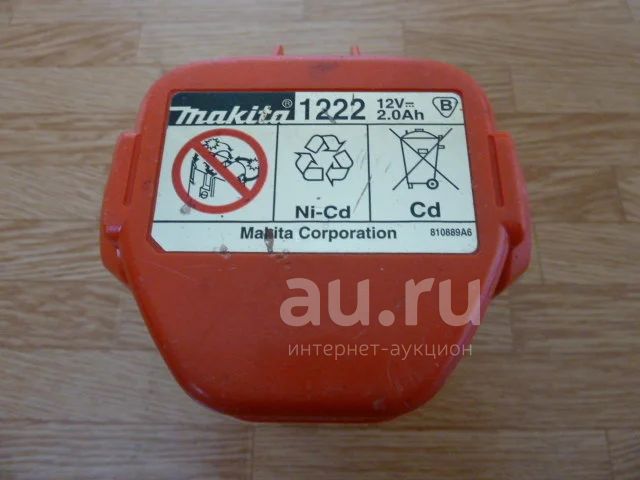 makita® 1222 12V⎓ 2.0Ah B
Ni-Cd
Cd
Makita Corporation 810889A6
au.ru
интернет-аукцион